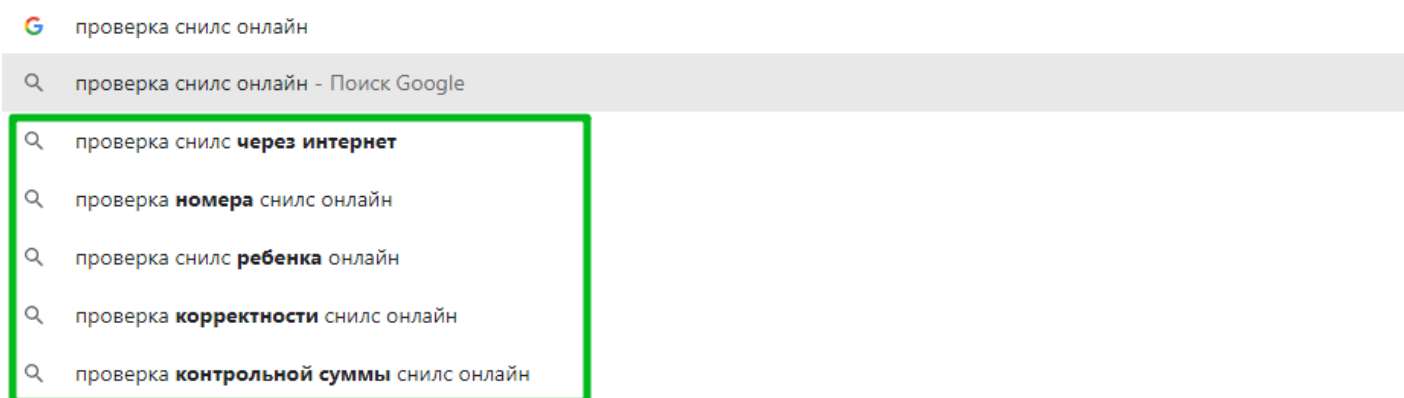 проверка снилс онлайн
проверка снилс онлайн - Поиск Google
проверка снилс через интернет
проверка номера снилс онлайн
проверка снилс ребенка онлайн
проверка корректности снилс онлайн
проверка контрольной суммы снилс онлайн